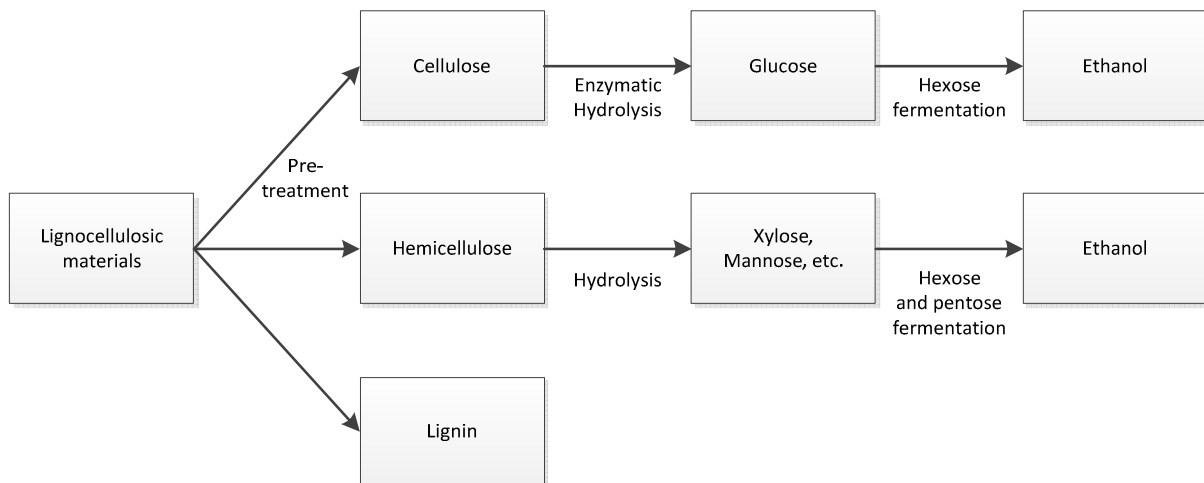 Cellulose
Enzymatic
Hydrolysis
Glucose
Hexose
fermentation
Ethanol
Pre-
treatment
Lignocellulosic
materials
Hemicellulose
Hydrolysis
Xylose,
Mannose, etc.
Hexose
and pentose
fermentation
Ethanol
Lignin